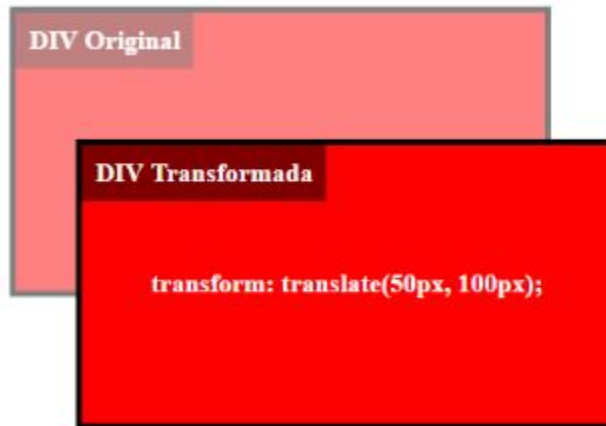 DIV Original
DIV Transformada
transform: translate(50px, 100px);